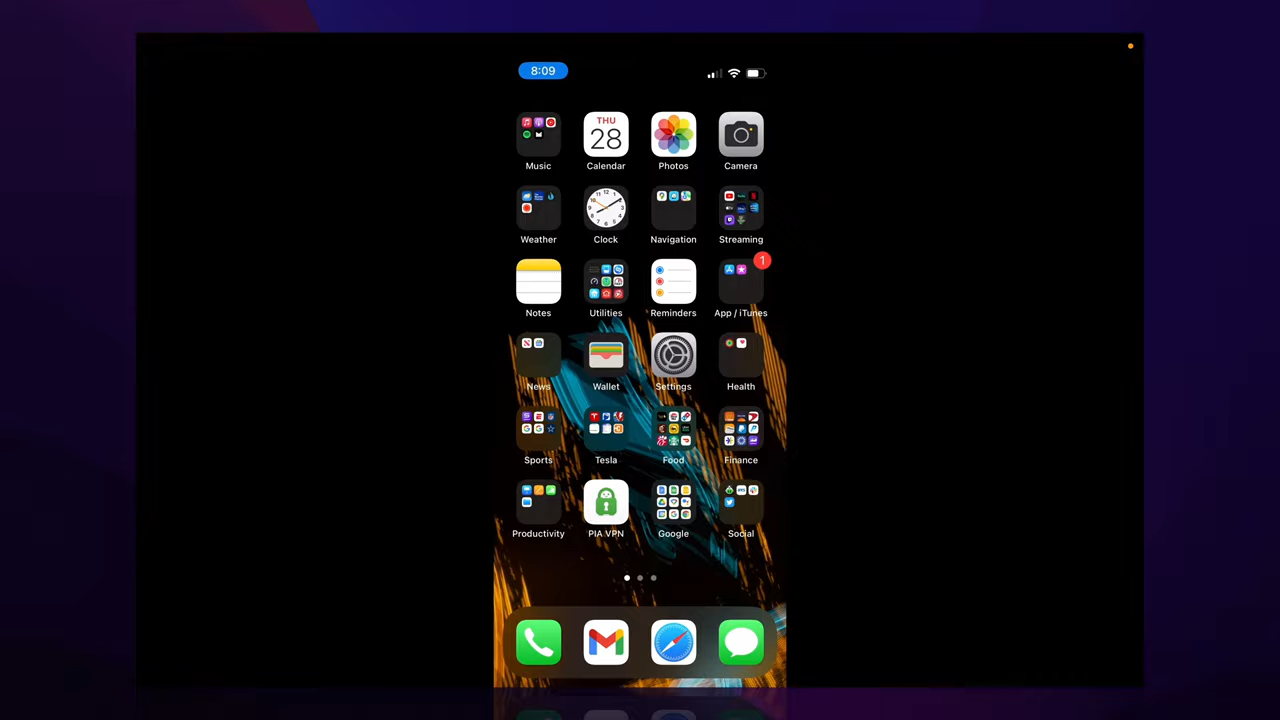 8:09
THU
28
1
Music Calendar Photos Camera
Weather Clock Navigation Streaming
Notes Utilities Reminders App / iTunes
News Wallet Settings Health
Sports Tesla Food Finance
Productivity PIA VPN Google Social